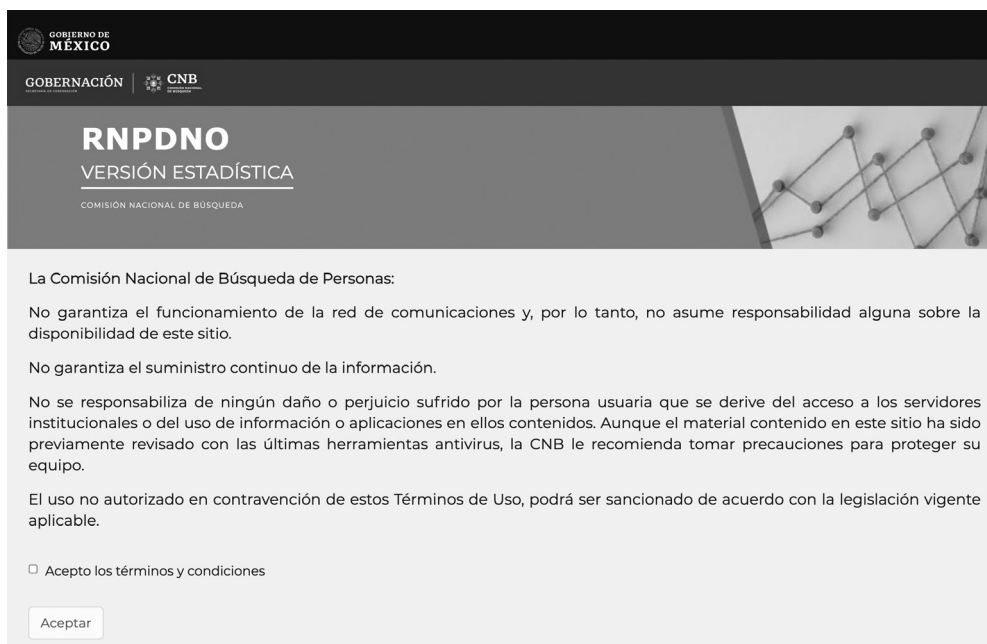 GOBIERNO DE
MÉXICO
GOBERNACIÓN
CNB
COMISIÓN NACIONAL
DE BÚSQUEDA
RNPDNO
VERSIÓN ESTADÍSTICA
COMISIÓN NACIONAL DE BÚSQUEDA
La Comisión Nacional de Búsqueda de Personas:
No garantiza el funcionamiento de la red de comunicaciones y, por lo tanto, no asume responsabilidad alguna sobre la
disponibilidad de este sitio.
No garantiza el suministro continuo de la información.
No se responsabiliza de ningún daño o perjuicio sufrido por la persona usuaria que se derive del acceso a los servidores
institucionales o del uso de información o aplicaciones en ellos contenidos. Aunque el material contenido en este sitio ha sido
previamente revisado con las últimas herramientas antivirus, la CNB le recomienda tomar precauciones para proteger su
equipo.
El uso no autorizado en contravención de estos Términos de Uso, podrá ser sancionado de acuerdo con la legislación vigente
aplicable.
Acepto los términos y condiciones
Aceptar